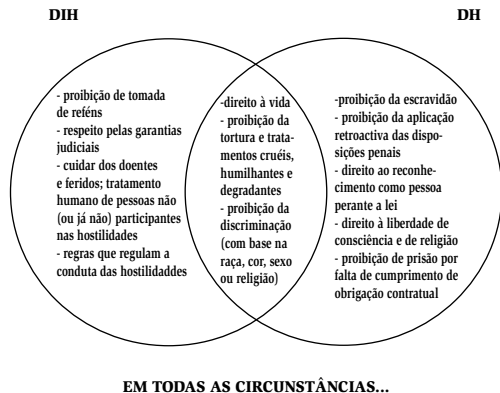 DIH
DH
- proibição de tomada
de reféns
- respeito pelas garantias
judiciais
- cuidar dos doentes
e feridos; tratamento
humano de pessoas não
(ou já não) participantes
nas hostilidades
- regras que regulam a
conduta das hostilidaddes
-direito à vida
- proibição da
tortura e trata-
mentos cruéis,
humilhantes e
degradantes
- proibição da
discriminação
(com base na
raça, cor, sexo
ou religião)
-proibição da escravidão
- proibição da aplicação
retroactiva das dispo-
sições penais
- direito ao reconhe-
cimento como pessoa
perante a lei
- direito à liberdade de
consciência e de religião
- proibição de prisão por
falta de cumprimento de
obrigação contratual
EM TODAS AS CIRCUNSTÂNCIAS...